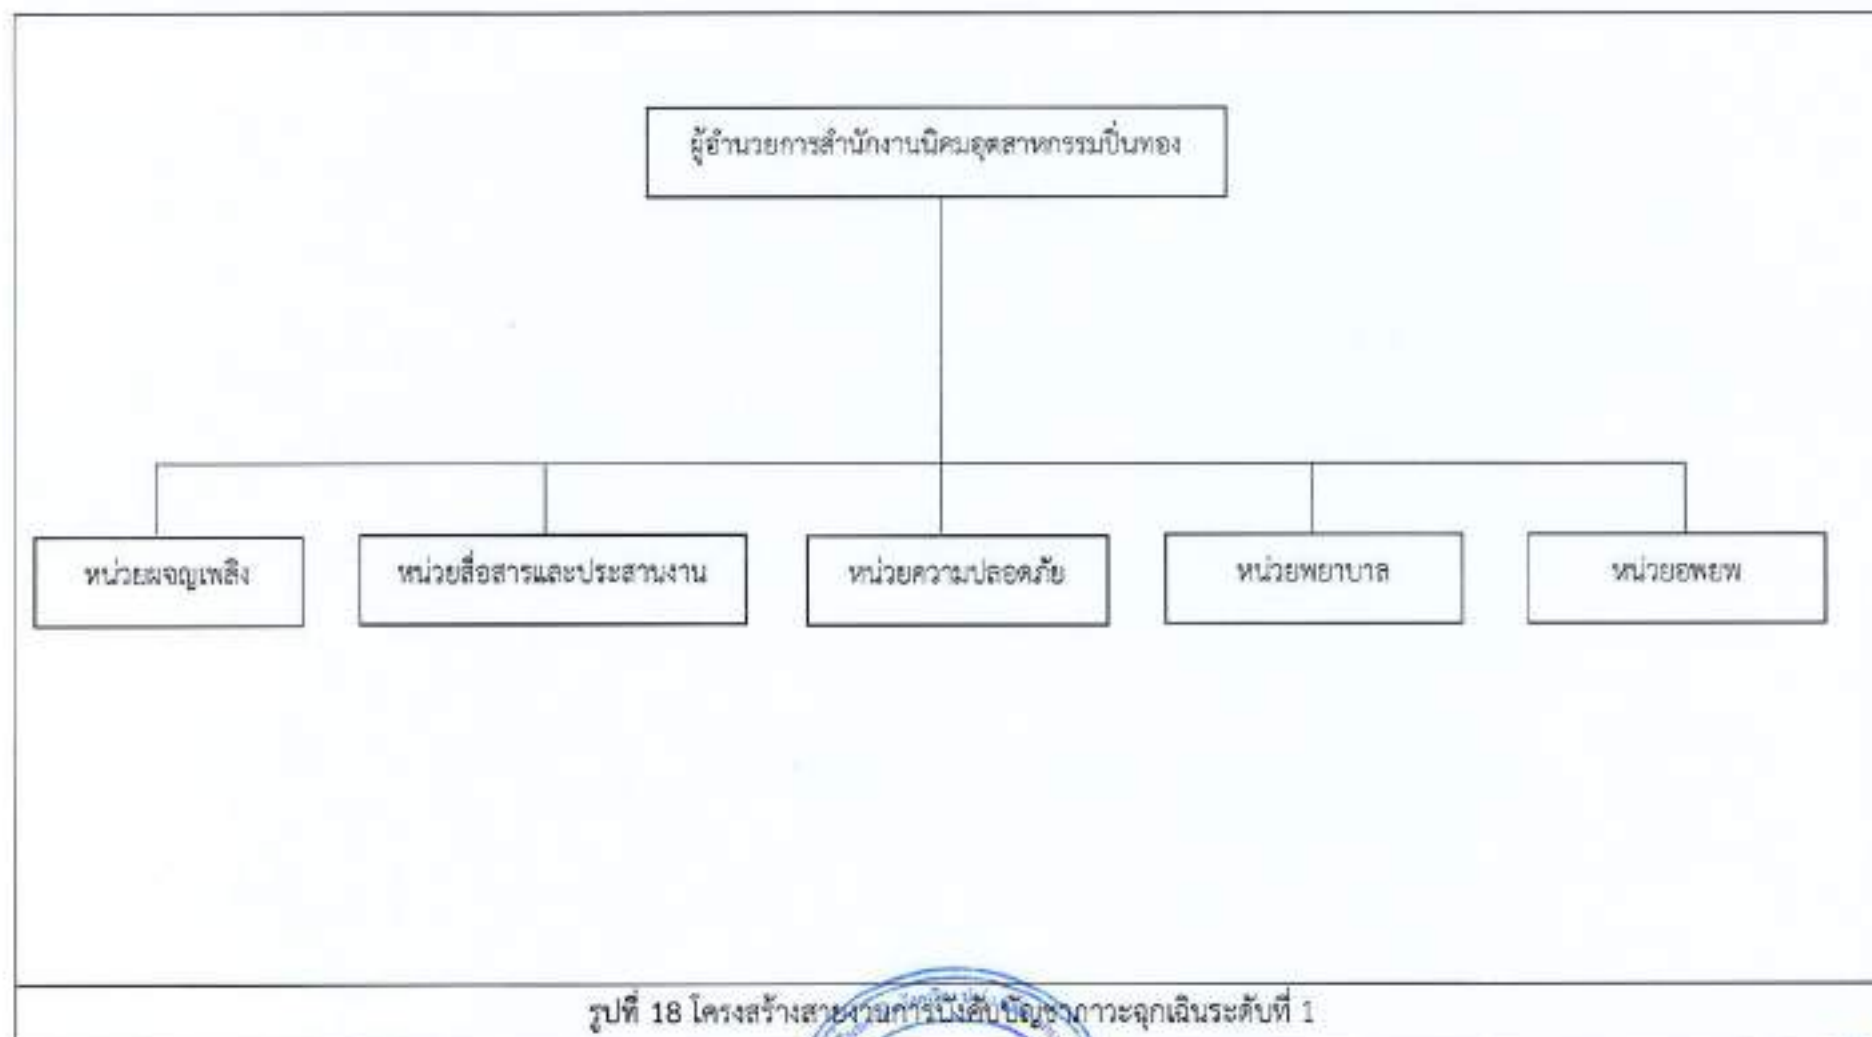 ผู้อำนวยการสำนักงานนิคมอุตสาหกรรมปิ่นทอง
หน่วยผจญเพลิง
หน่วยสื่อสารและประสานงาน
หน่วยความปลอดภัย
หน่วยพยาบาล
หน่วยอพยพ
รูปที่ 18 โครงสร้างสายงานการบังคับบัญชาภาวะฉุกเฉินระดับที่ 1